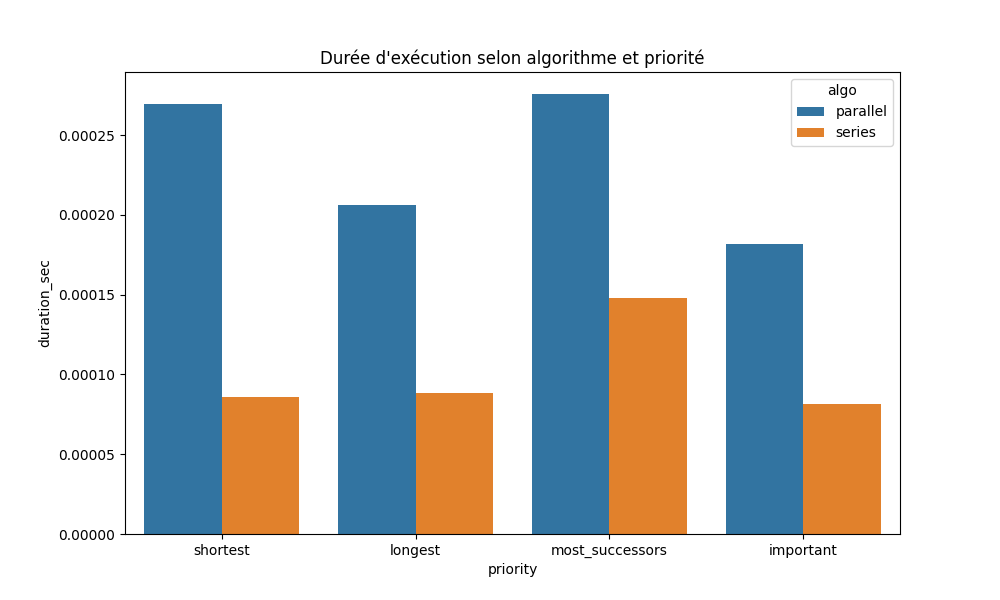 Durée d'exécution selon algorithme et priorité
algo
parallel
series
duration_sec
0.00025
0.00020
0.00015
0.00010
0.00005
0.00000
shortest
longest
most_successors
important
priority